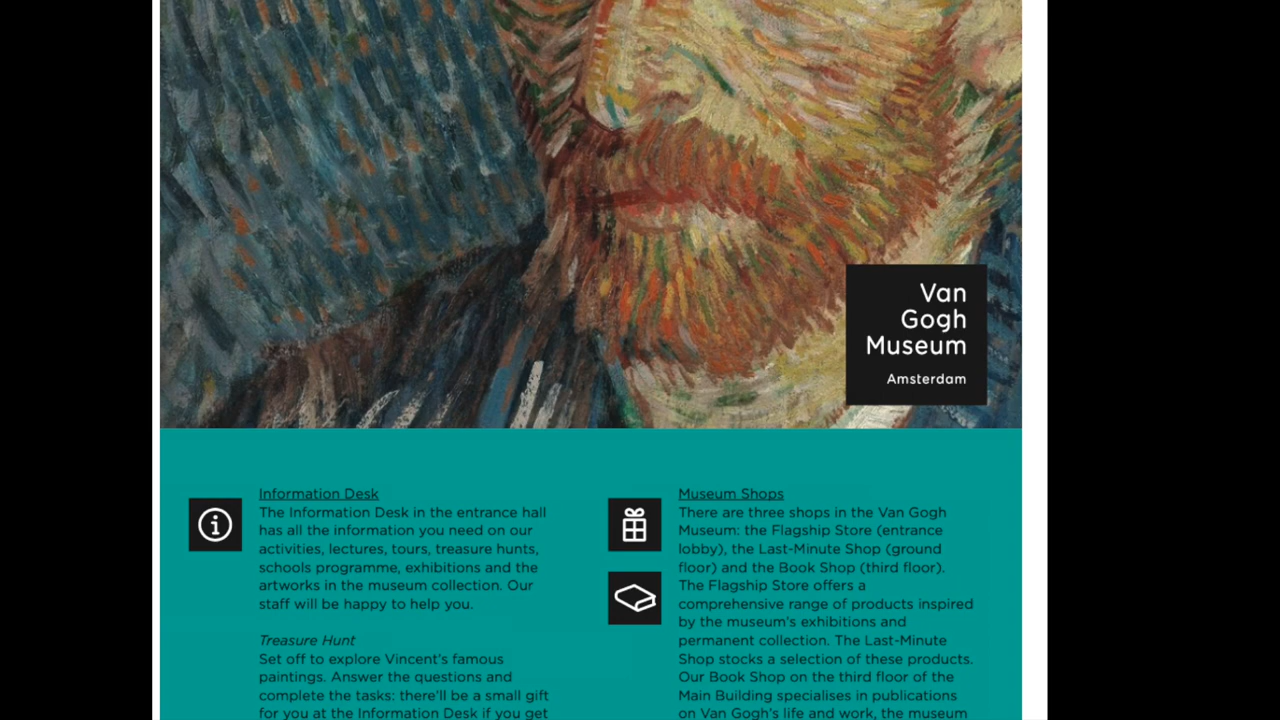 Van
Gogh
Museum
Amsterdam
Information Desk
The Information Desk in the entrance hall
has all the information you need on our
activities, lectures, tours, treasure hunts,
schools programme, exhibitions and the
artworks in the museum collection. Our
staff will be happy to help you.
Treasure Hunt
Set off to explore Vincent's famous
paintings. Answer the questions and
complete the tasks: there'll be a small gift
for you at the Information Desk if you get
Museum Shops
There are three shops in the Van Gogh
Museum: the Flagship Store (entrance
lobby), the Last-Minute Shop (ground
floor) and the Book Shop (third floor).
The Flagship Store offers a
comprehensive range of products inspired
by the museum's exhibitions and
permanent collection. The Last-Minute
Shop stocks a selection of these products.
Our Book Shop on the third floor of the
Main Building specialises in publications
on Van Gogh's life and work, the museum